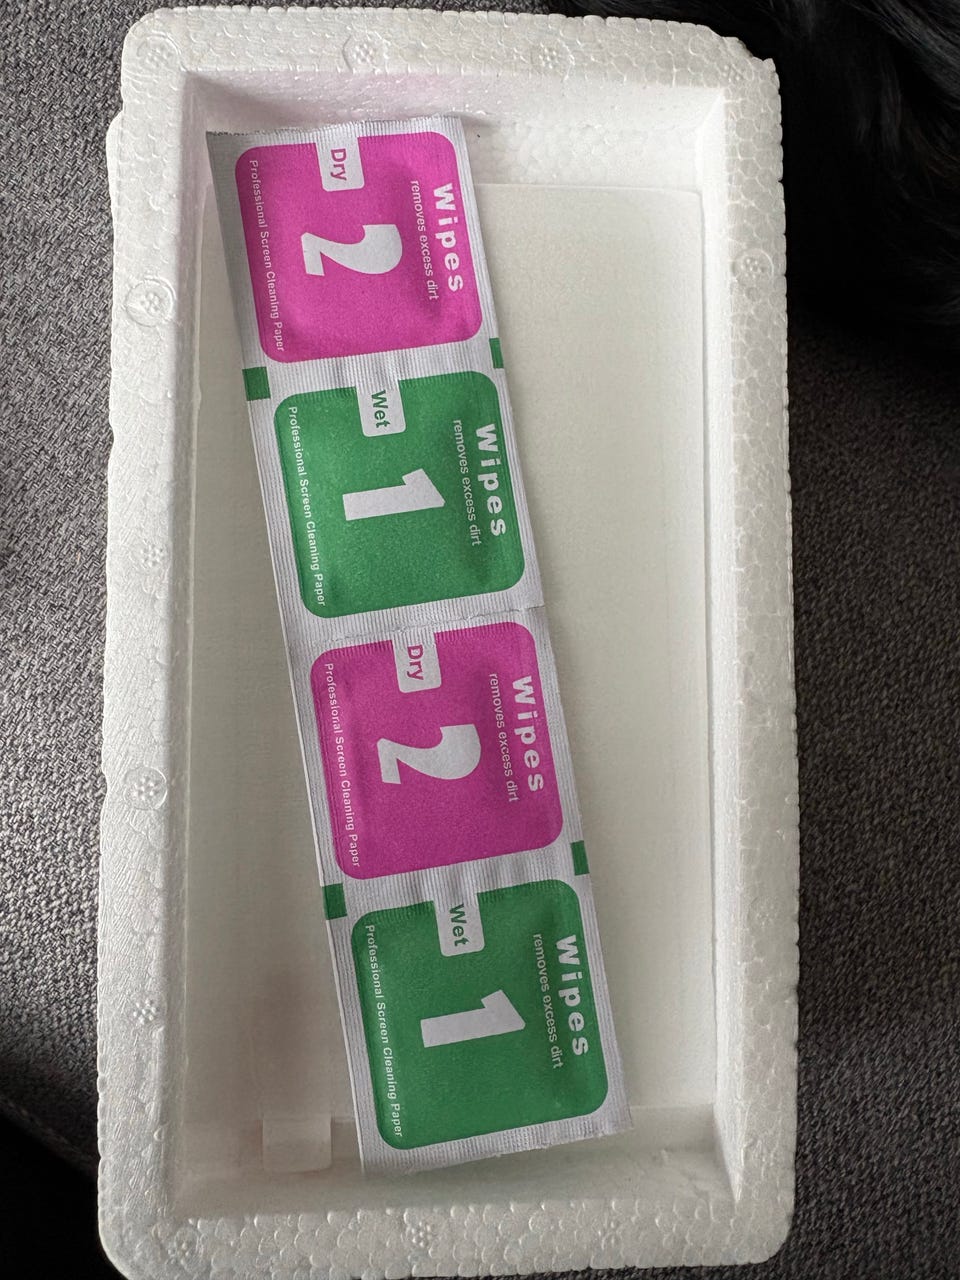 Wipes
removes excess dirt
2
Dry
Professional Screen Cleaning Paper
Wipes
removes excess dirt
1
Wet
Professional Screen Cleaning Paper
Wipes
removes excess dirt
2
Dry
Professional Screen Cleaning Paper
Wipes
removes excess dirt
1
Wet
Professional Screen Cleaning Paper